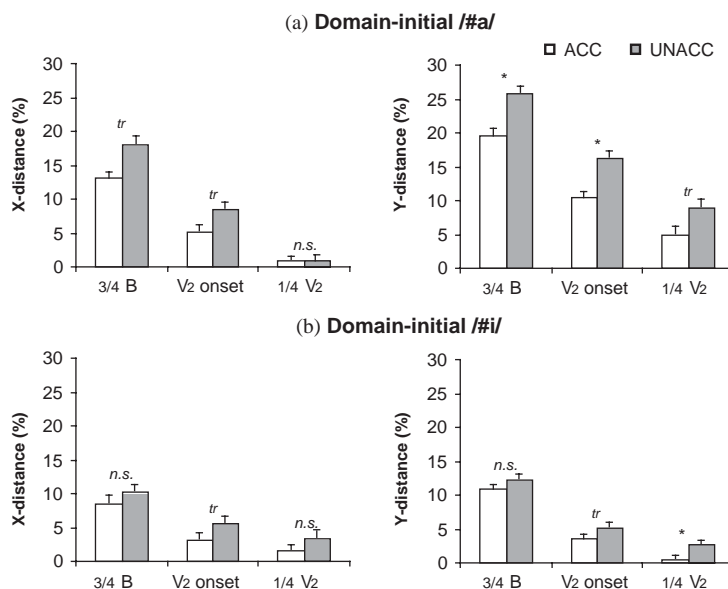 (a) Domain-initial /#a/
ACC UNACC
X-distance (%)
30
25
20
15
10
5
0
tr
tr
n.s.
3/4 B V2 onset 1/4 V2
Y-distance (%)
30
25
20
15
10
5
0
*
*
tr
3/4 B V2 onset 1/4 V2
(b) Domain-initial /#i/
X-distance (%)
30
25
20
15
10
5
0
n.s.
tr
n.s.
3/4 B V2 onset 1/4 V2
Y-distance (%)
30
25
20
15
10
5
0
n.s.
tr
*
3/4 B V2 onset 1/4 V2